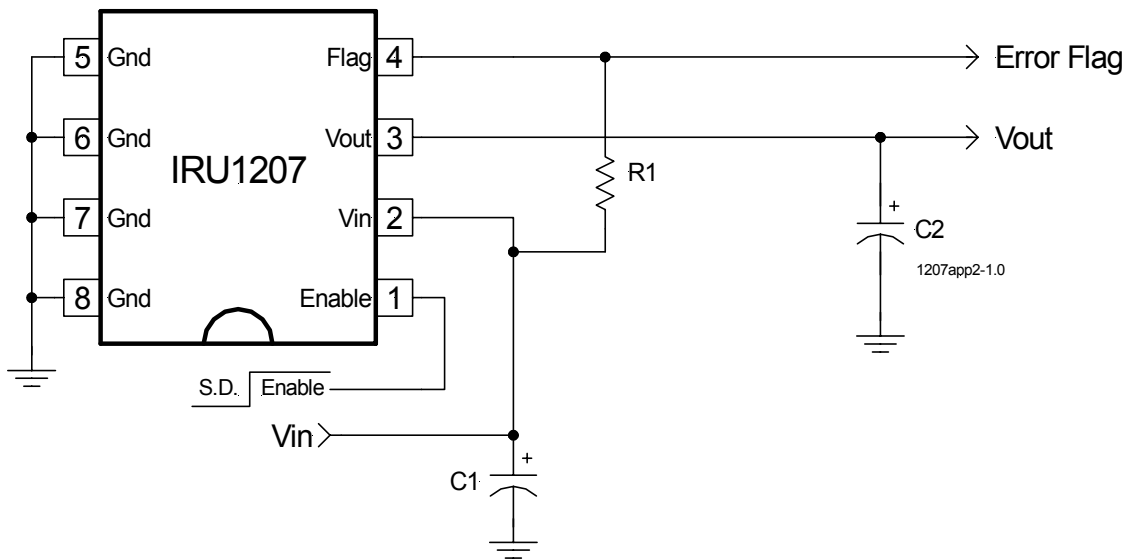 5 Gnd Flag 4 Error Flag
6 Gnd Vout 3 Vout
IRU1207
R1
7 Gnd Vin 2
+
C2
1207app2-1.0
8 Gnd Enable 1
S.D. Enable
Vin
+
C1